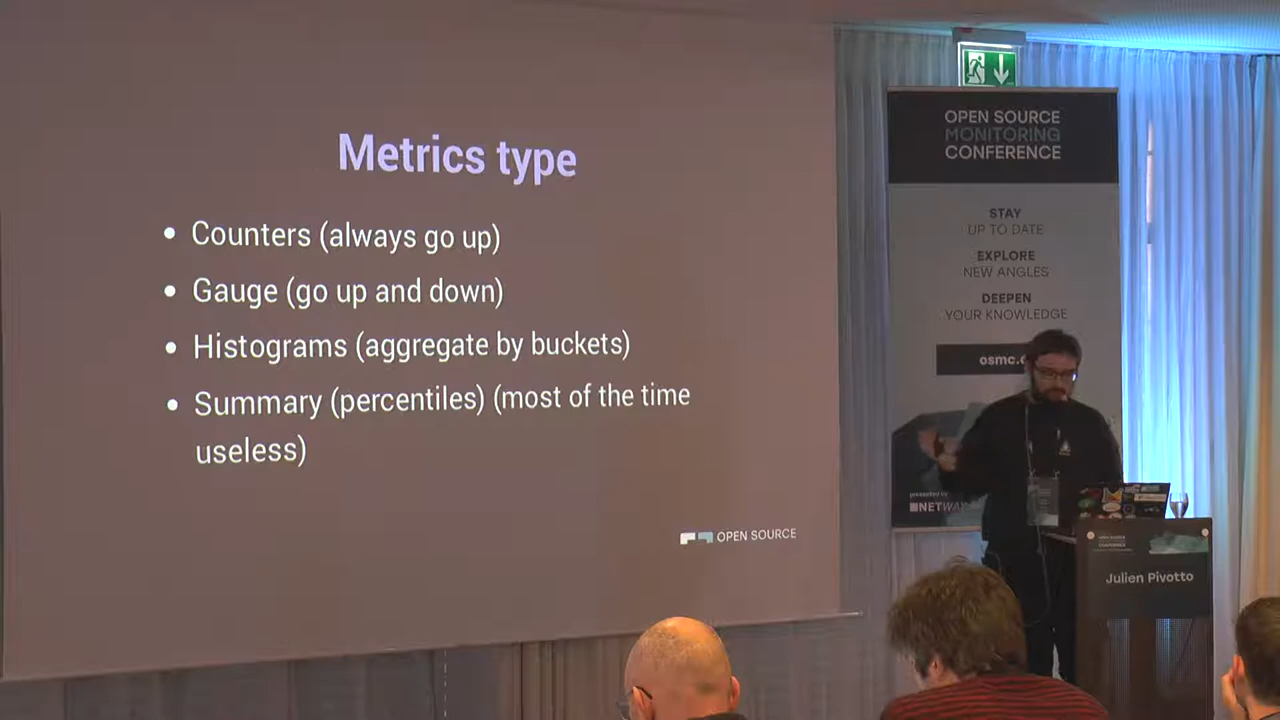 Metrics type
• Counters (always go up)
• Gauge (go up and down)
• Histograms (aggregate by buckets)
• Summary (percentiles) (most of the time
useless)
OPEN SOURCE
OPEN SOURCE
MONITORING
CONFERENCE
STAY
UP TO DATE
EXPLORE
NEW ANGLES
DEEPEN
YOUR KNOWLEDGE
osmc.
presented by
NETWAY
Julien Pivotto